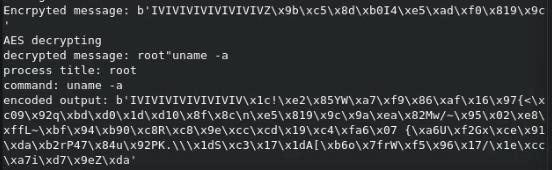 Encrpyted message: b'IVIVIVIVIVIVIVIVZ\x9b\xc5\x8d\xb0I4\xe5\xad\xf0\x819\x9c
'
AES decrypting
decrypted message: root"uname -a
process title: root
command: uname -a
encoded output: b'IVIVIVIVIVIVIVIV\x1c!\xe2\x85YW\xa7\xf9\x86\xaf\x16\x97{<\x
c09\x92q\xbd\xd0\x1d\xd10\x8f\x8c\n\xe5\x819\x9c\x9a\xea\x82Mw/~\x95\x02\xe8\
\xffL~\xbf\x94\xb90\xc8R\xc8\x9e\xcc\xcd\x19\xc4\xfa6\x07 {\xa6U\xf2Gx\xce\x91
\xda\xb2rP47\x84u\x92PK.\\\x1dS\xc3\x17\x1dA[\xb6o\x7frW\xf5\x96\x17/\x1e\xcc
\xa7i\xd7\x9eZ\xda'